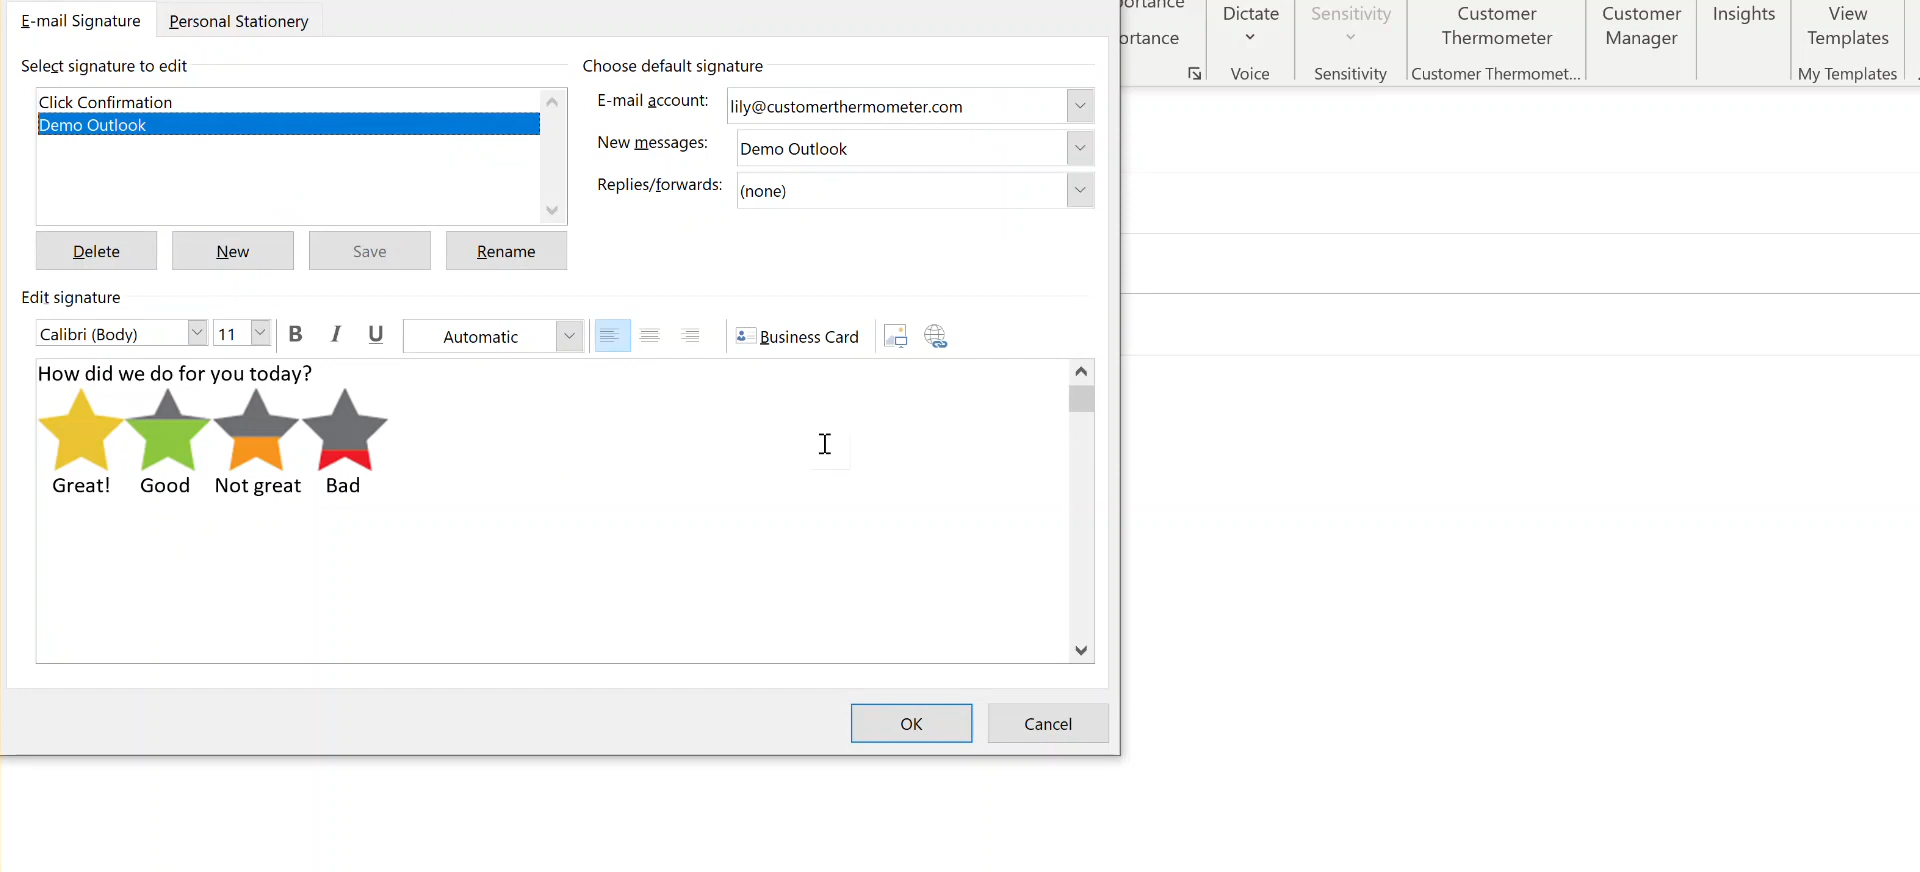 E-mail Signature
Personal Stationery
ortance
Dictate
Sensitivity
Customer
Customer
Insights
View
ortance
Thermometer
Manager
Templates
Voice
Sensitivity
Customer Thermomet...
My Templates
Select signature to edit
Choose default signature
Click Confirmation
E-mail account:
lily@customerthermometer.com
Demo Outlook
New messages:
Demo Outlook
Replies/forwards:
(none)
Delete
New
Save
Rename
Edit signature
Calibri (Body)
11
B
I
U
Automatic
Business Card
How did we do for you today?
Great! Good Not great Bad
OK
Cancel